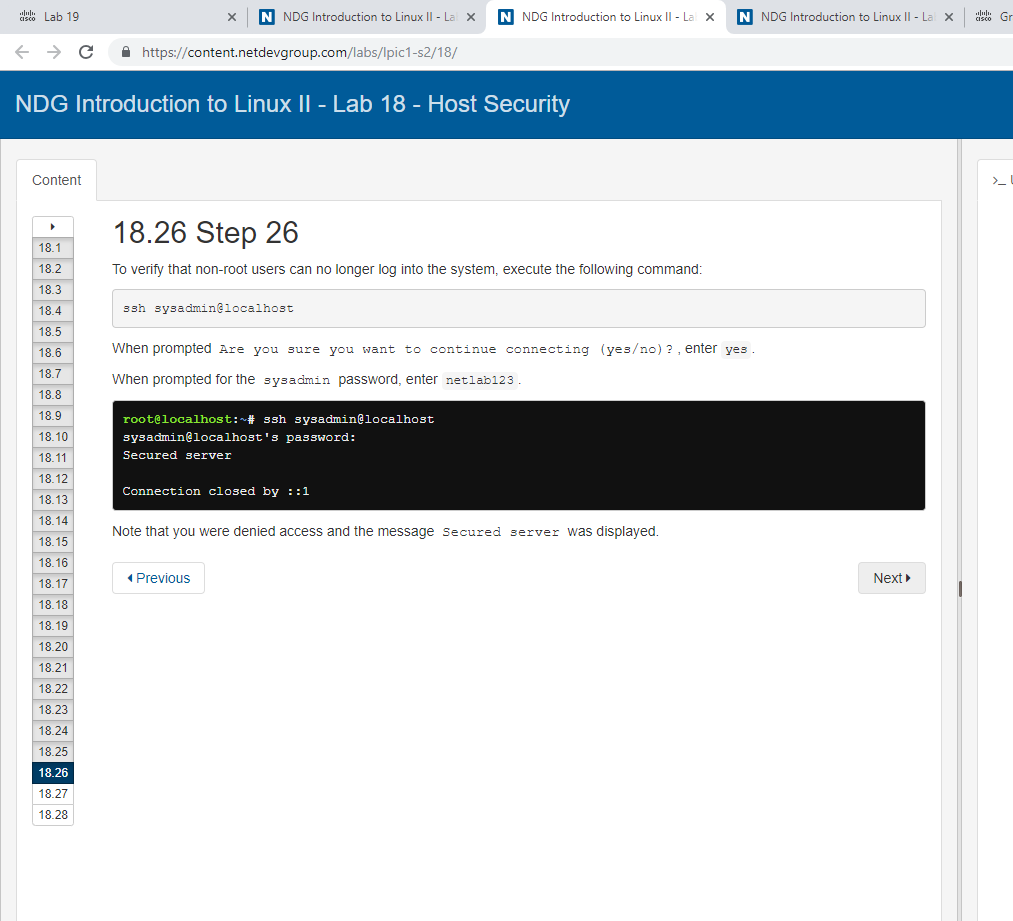 Lab 19
NDG Introduction to Linux II - La
NDG Introduction to Linux II - La
NDG Introduction to Linux II - La
Gr
https://content.netdevgroup.com/labs/lpic1-s2/18/
NDG Introduction to Linux II - Lab 18 - Host Security
Content
18.1
18.2
18.3
18.4
18.5
18.6
18.7
18.8
18.9
18.10
18.11
18.12
18.13
18.14
18.15
18.16
18.17
18.18
18.19
18.20
18.21
18.22
18.23
18.24
18.25
18.26
18.27
18.28
18.26 Step 26
To verify that non-root users can no longer log into the system, execute the following command:
ssh sysadmin@localhost
When prompted Are you sure you want to continue connecting (yes/no)?, enter yes.
When prompted for the sysadmin password, enter netlab123.
root@localhost:~# ssh sysadmin@localhost
sysadmin@localhost's password:
Secured server
Connection closed by ::1
Note that you were denied access and the message Secured server was displayed.
Previous
Next
>_ U